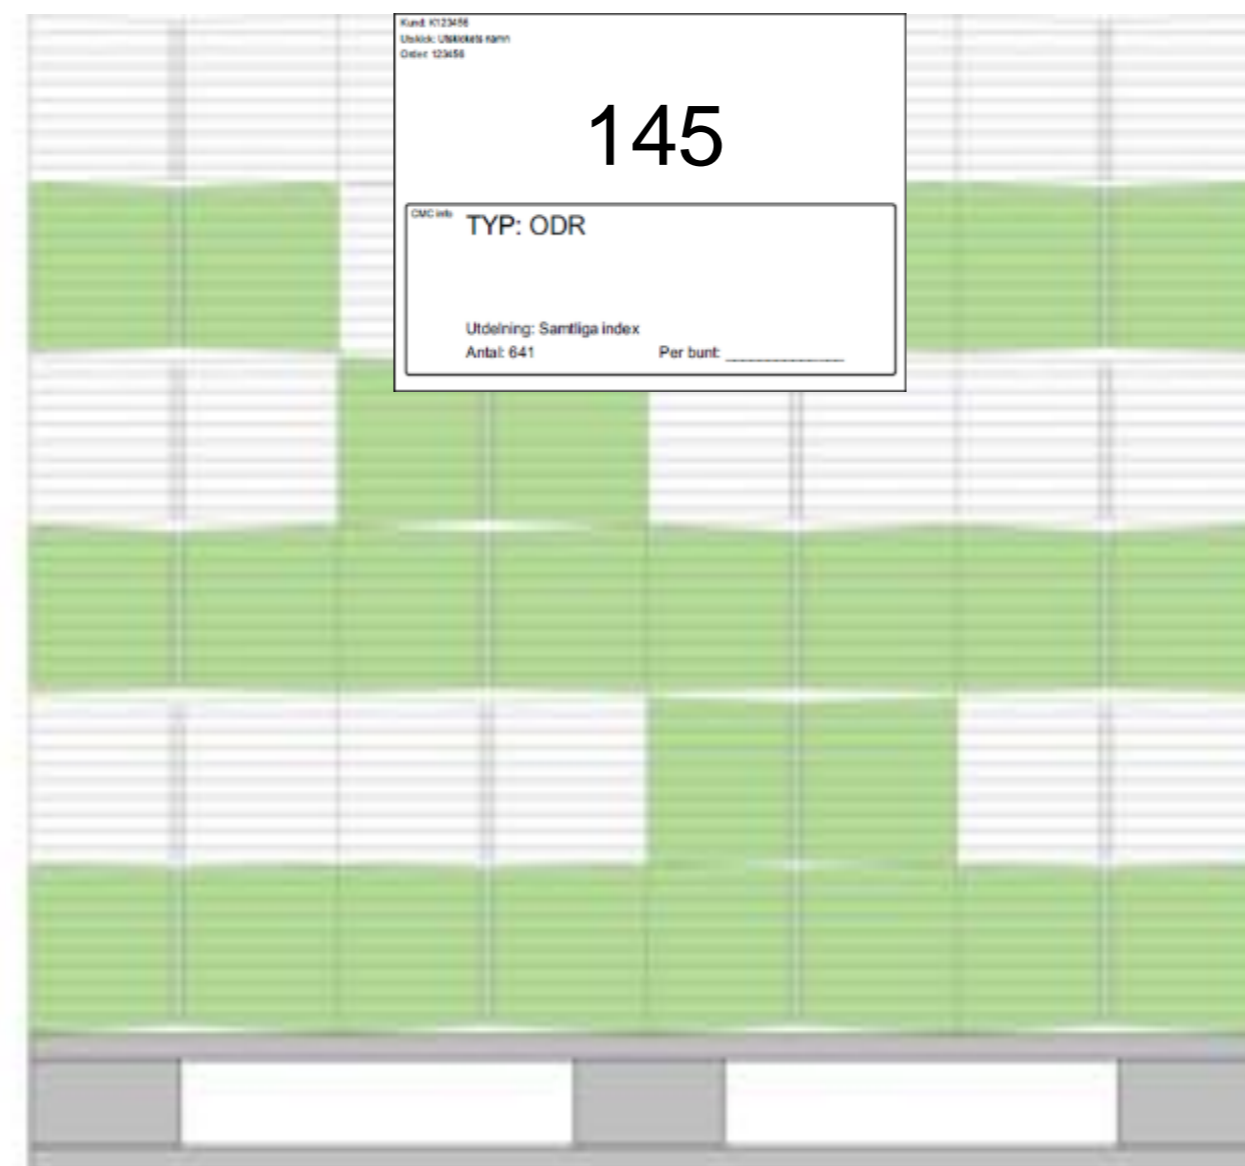 Kund: K123456
Utskick: Utskickets namn
Order: 123456
145
CMC info
TYP: ODR
Utdelning: Samtliga index
Antal: 641
Per bunt: _______________